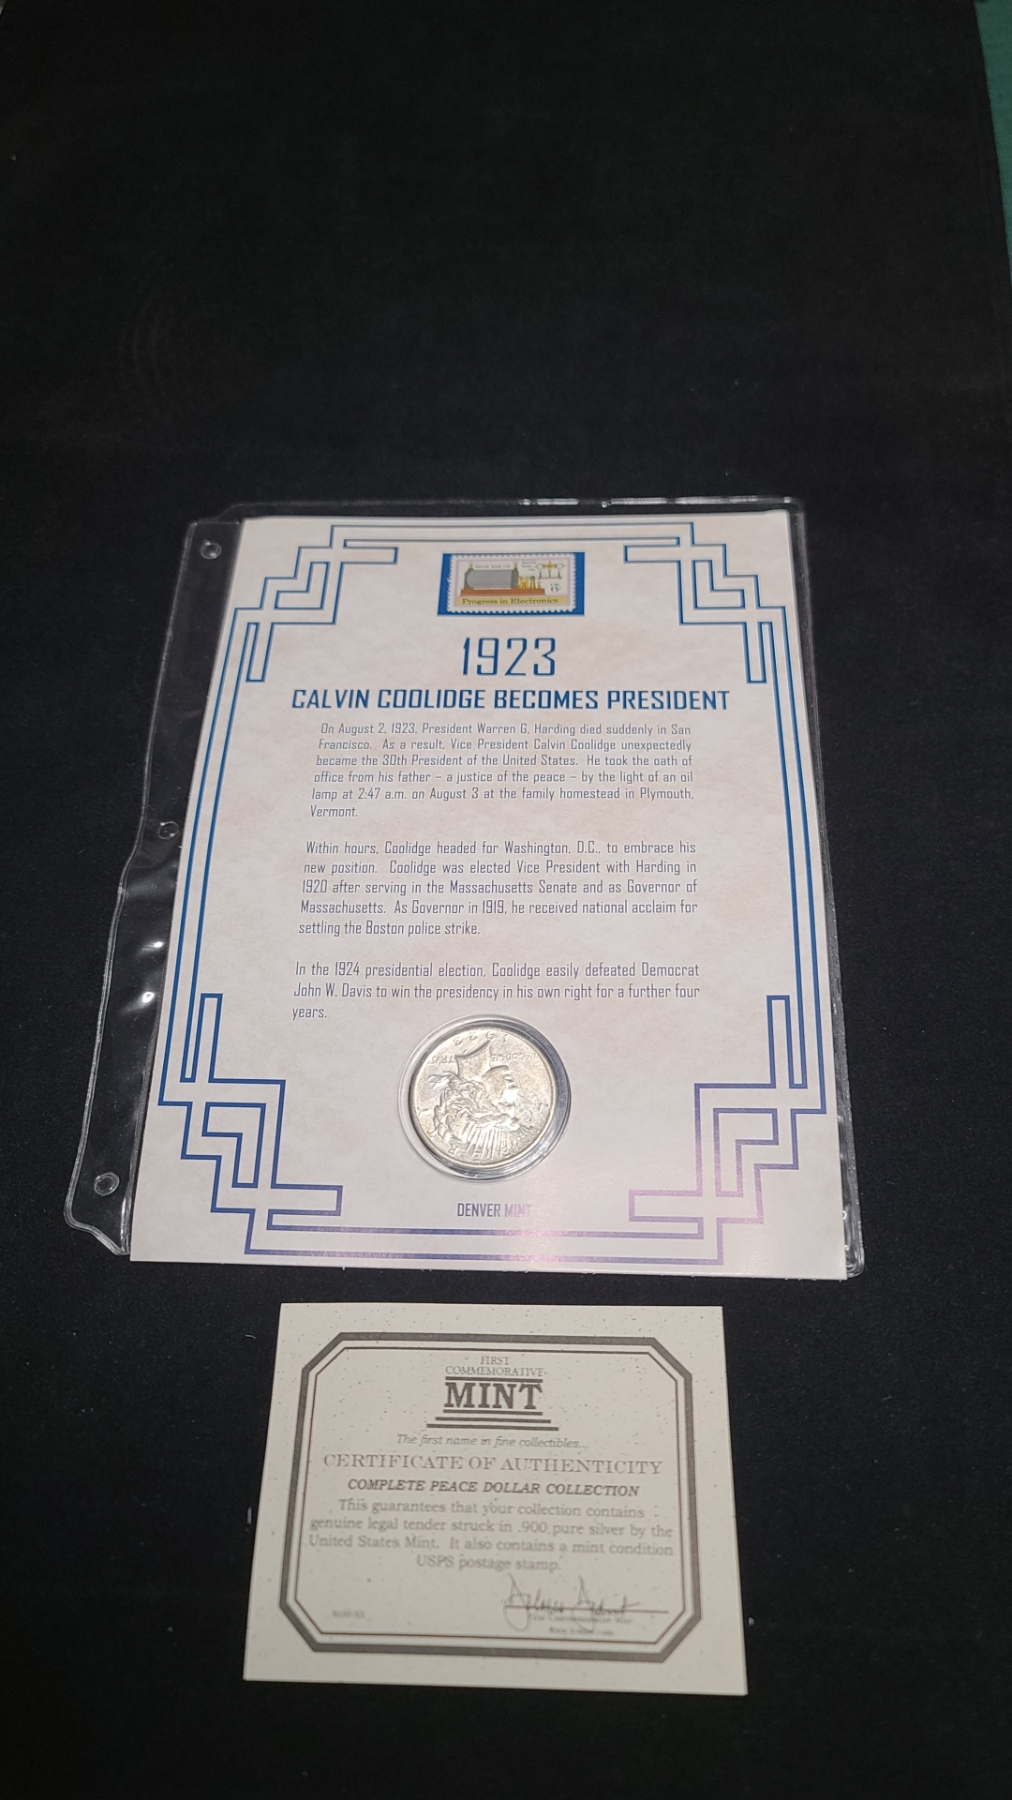 Progress in Electronics
1923
CALVIN COOLIDGE BECOMES PRESIDENT
On August 2, 1923, President Warren G. Harding died suddenly in San
Francisco. As a result, Vice President Calvin Coolidge unexpectedly
became the 30th President of the United States. He took the oath of
office from his father – a justice of the peace – by the light of an oil
lamp at 2:47 a.m. on August 3 at the family homestead in Plymouth,
Vermont.
Within hours, Coolidge headed for Washington, D.C., to embrace his
new position. Coolidge was elected Vice President with Harding in
1920 after serving in the Massachusetts Senate and as Governor of
Massachusetts. As Governor in 1919, he received national acclaim for
settling the Boston police strike.
In the 1924 presidential election, Coolidge easily defeated Democrat
John W. Davis to win the presidency in his own right for a further four
years.
DENVER MINT
FIRST
COMMEMORATIVE
MINT
The first name in fine collectibles...
CERTIFICATE OF AUTHENTICITY
COMPLETE PEACE DOLLAR COLLECTION
This guarantees that your collection contains
genuine legal tender struck in .900 pure silver by the
United States Mint. It also contains a mint condition
USPS postage stamp.